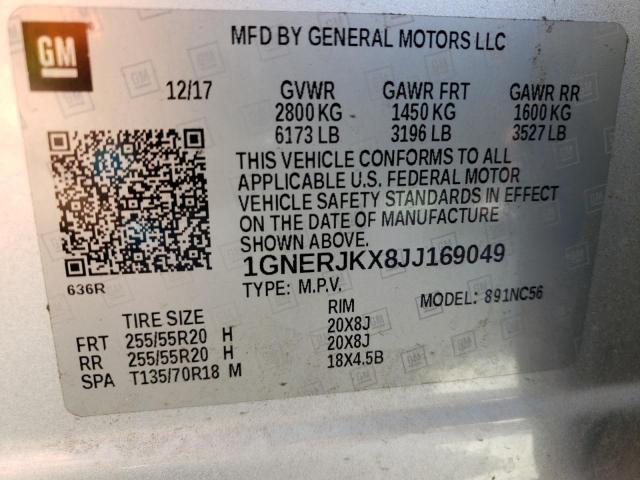 GM
MFD BY GENERAL MOTORS LLC
12/17 GVWR GAWR FRT GAWR RR
2800 KG 1450 KG 1600 KG
6173 LB 3196 LB 3527 LB
THIS VEHICLE CONFORMS TO ALL
APPLICABLE U.S. FEDERAL MOTOR
VEHICLE SAFETY STANDARDS IN EFFECT
ON THE DATE OF MANUFACTURE
SHOWN ABOVE.
636R
1GNERJKX8JJ169049
TYPE: M.P.V. MODEL: 891NC56
TIRE SIZE RIM
FRT 255/55R20 H 20X8J
RR 255/55R20 H 20X8J
SPA T135/70R18 M 18X4.5B